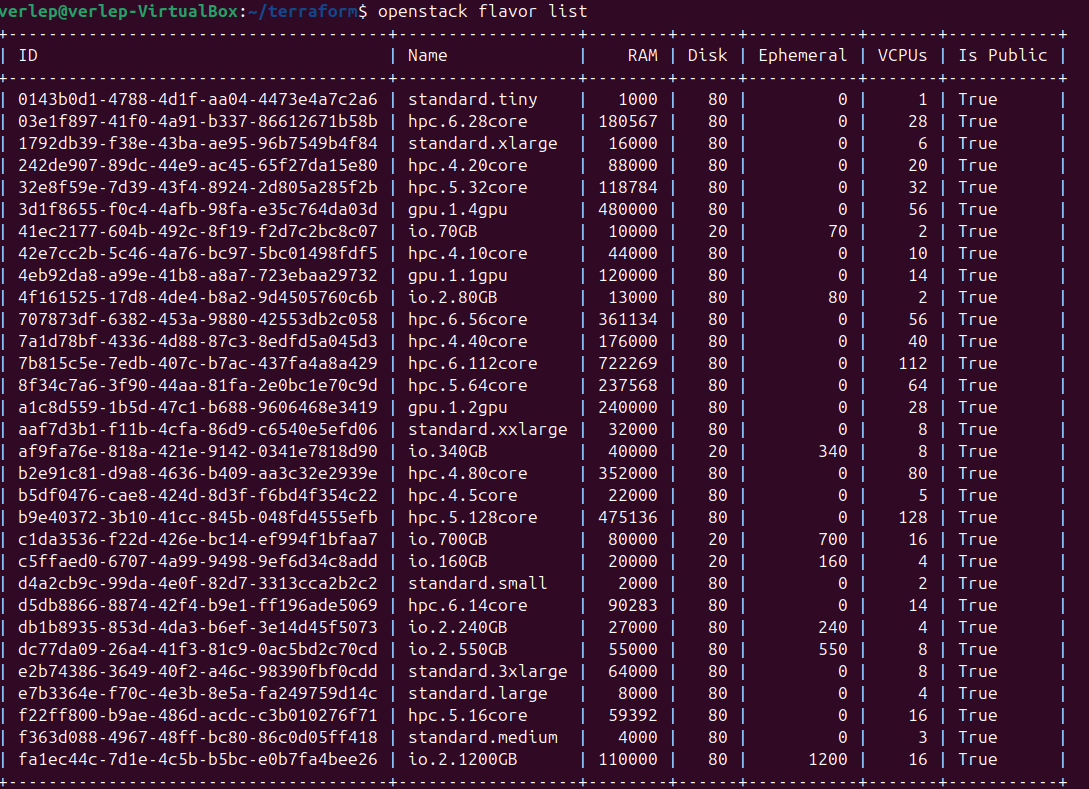 verlep@verlep-VirtualBox:~/terraform$ openstack flavor list
+--------------------------------------+------------------+--------+------+-----------+-------+-----------+
| ID                                   | Name             |    RAM | Disk | Ephemeral | VCPUs | Is Public |
+--------------------------------------+------------------+--------+------+-----------+-------+-----------+
| 0143b0d1-4788-4d1f-aa04-4473e4a7c2a6 | standard.tiny    |   1000 |   80 |         0 |     1 | True      |
| 03e1f897-41f0-4a91-b337-86612671b58b | hpc.6.28core     | 180567 |   80 |         0 |    28 | True      |
| 1792db39-f38e-43ba-ae95-96b7549b4f84 | standard.xlarge  |  16000 |   80 |         0 |     6 | True      |
| 242de907-89dc-44e9-ac45-65f27da15e80 | hpc.4.20core     |  88000 |   80 |         0 |    20 | True      |
| 32e8f59e-7d39-43f4-8924-2d805a285f2b | hpc.5.32core     | 118784 |   80 |         0 |    32 | True      |
| 3d1f8655-f0c4-4afb-98fa-e35c764da03d | gpu.1.4gpu       | 480000 |   80 |         0 |    56 | True      |
| 41ec2177-604b-492c-8f19-f2d7c2bc8c07 | io.70GB          |  10000 |   20 |        70 |     2 | True      |
| 42e7cc2b-5c46-4a76-bc97-5bc01498fdf5 | hpc.4.10core     |  44000 |   80 |         0 |    10 | True      |
| 4eb92da8-a99e-41b8-a8a7-723ebaa29732 | gpu.1.1gpu       | 120000 |   80 |         0 |    14 | True      |
| 4f161525-17d8-4de4-b8a2-9d4505760c6b | io.2.80GB        |  13000 |   80 |        80 |     2 | True      |
| 707873df-6382-453a-9880-42553db2c058 | hpc.6.56core     | 361134 |   80 |         0 |    56 | True      |
| 7a1d78bf-4336-4d88-87c3-8edfd5a045d3 | hpc.4.40core     | 176000 |   80 |         0 |    40 | True      |
| 7b815c5e-7edb-407c-b7ac-437fa4a8a429 | hpc.6.112core    | 722269 |   80 |         0 |   112 | True      |
| 8f34c7a6-3f90-44aa-81fa-2e0bc1e70c9d | hpc.5.64core     | 237568 |   80 |         0 |    64 | True      |
| a1c8d559-1b5d-47c1-b688-9606468e3419 | gpu.1.2gpu       | 240000 |   80 |         0 |    28 | True      |
| aaf7d3b1-f11b-4cfa-86d9-c6540e5efd06 | standard.xxlarge |  32000 |   80 |         0 |     8 | True      |
| af9fa76e-818a-421e-9142-0341e7818d90 | io.340GB         |  40000 |   20 |       340 |     8 | True      |
| b2e91c81-d9a8-4636-b409-aa3c32e2939e | hpc.4.80core     | 352000 |   80 |         0 |    80 | True      |
| b5df0476-cae8-424d-8d3f-f6bd4f354c22 | hpc.4.5core      |  22000 |   80 |         0 |     5 | True      |
| b9e40372-3b10-41cc-845b-048fd4555efb | hpc.5.128core    | 475136 |   80 |         0 |   128 | True      |
| c1da3536-f22d-426e-bc14-ef994f1bfaa7 | io.700GB         |  80000 |   20 |       700 |    16 | True      |
| c5ffaed0-6707-4a99-9498-9ef6d34c8add | io.160GB         |  20000 |   20 |       160 |     4 | True      |
| d4a2cb9c-99da-4e0f-82d7-3313cca2b2c2 | standard.small   |   2000 |   80 |         0 |     2 | True      |
| d5db8866-8874-42f4-b9e1-ff196ade5069 | hpc.6.14core     |  90283 |   80 |         0 |    14 | True      |
| db1b8935-853d-4da3-b6ef-3e14d45f5073 | io.2.240GB       |  27000 |   80 |       240 |     4 | True      |
| dc77da09-26a4-41f3-81c9-0ac5bd2c70cd | io.2.550GB       |  55000 |   80 |       550 |     8 | True      |
| e2b74386-3649-40f2-a46c-98390fbf0cdd | standard.3xlarge |  64000 |   80 |         0 |     8 | True      |
| e7b3364e-f70c-4e3b-8e5a-fa249759d14c | standard.large   |   8000 |   80 |         0 |     4 | True      |
| f22ff800-b9ae-486d-acdc-c3b010276f71 | hpc.5.16core     |  59392 |   80 |         0 |    16 | True      |
| f363d088-4967-48ff-bc80-86c0d05ff418 | standard.medium  |   4000 |   80 |         0 |     3 | True      |
| fa1ec44c-7d1e-4c5b-b5bc-e0b7fa4bee26 | io.2.1200GB      | 110000 |   80 |      1200 |    16 | True      |
+--------------------------------------+------------------+--------+------+-----------+-------+-----------+